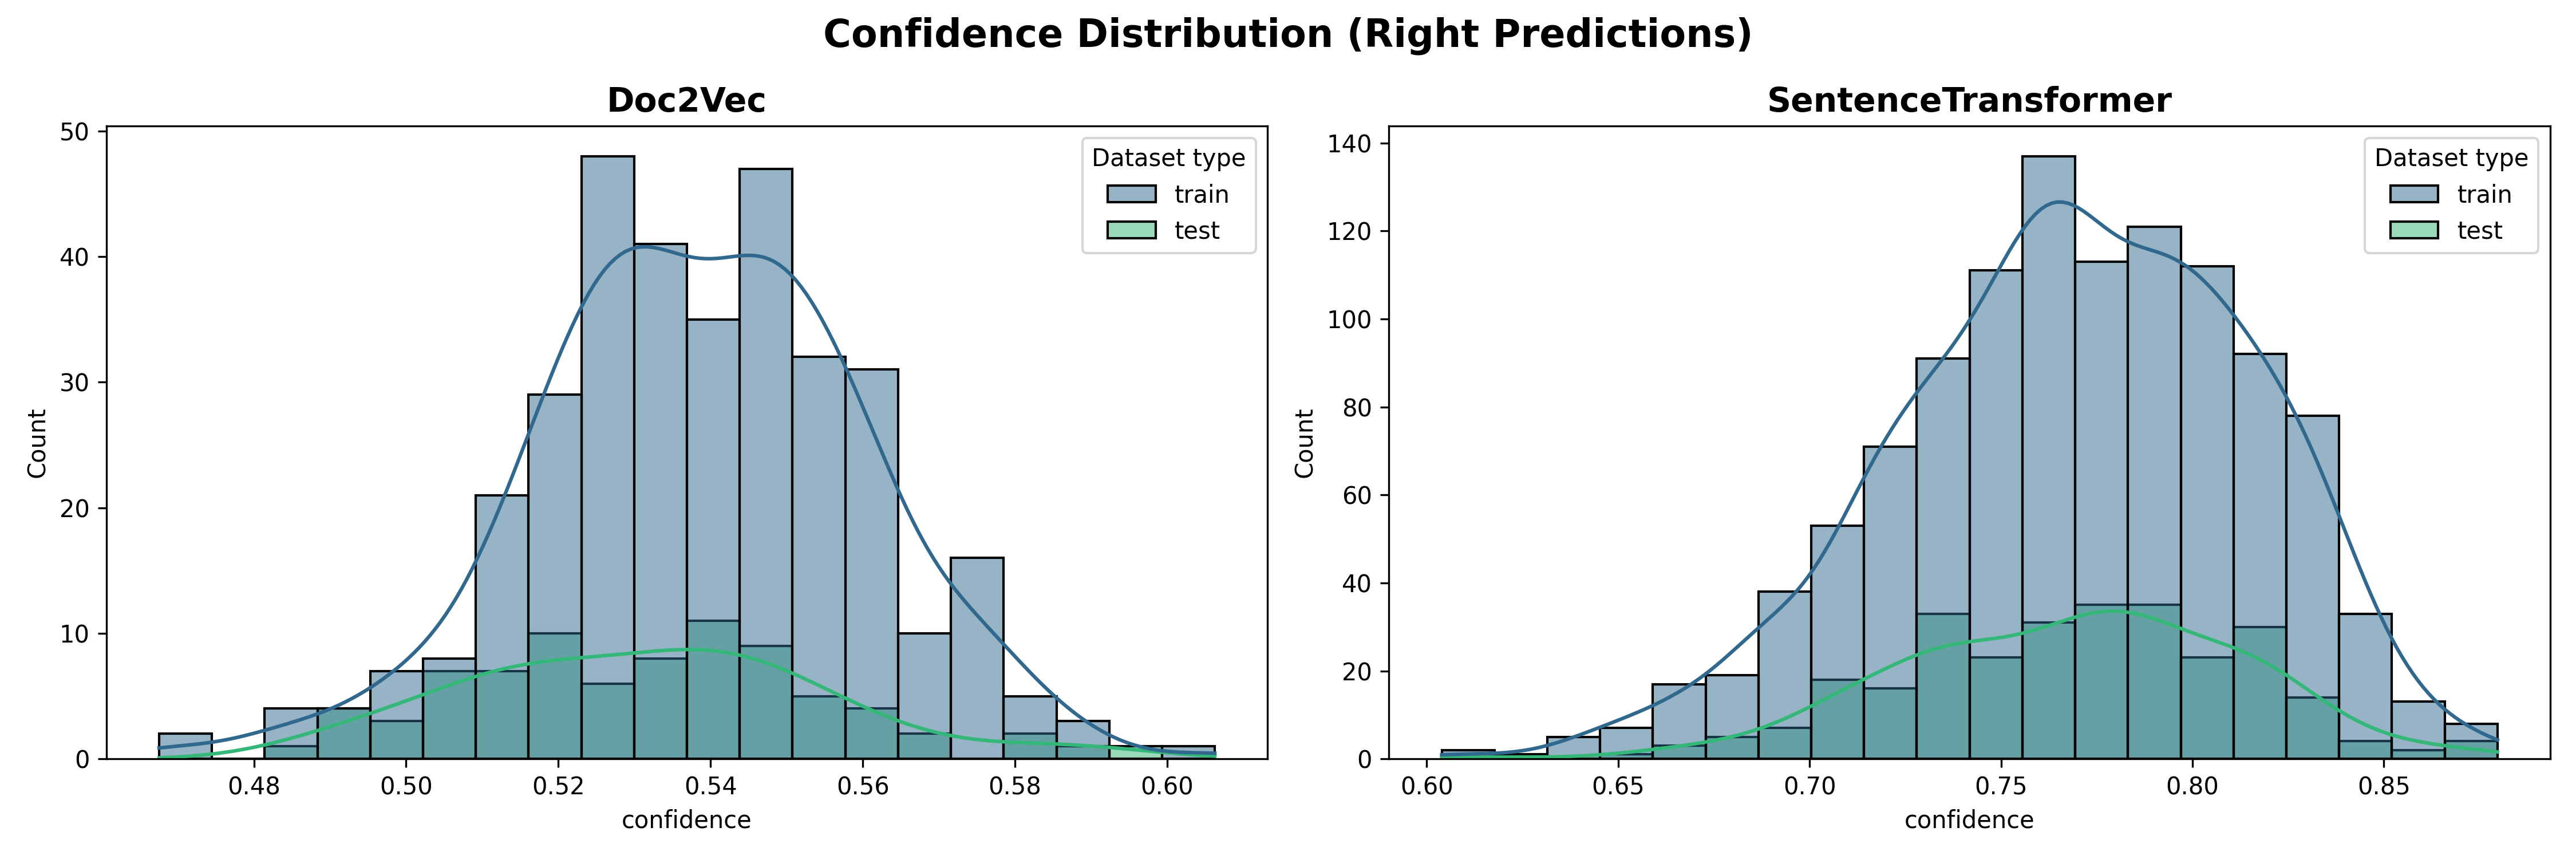 Confidence Distribution (Right Predictions)
Doc2Vec
50
40
30
20
10
0
Count
0.48 0.50 0.52 0.54 0.56 0.58 0.60
confidence
Dataset type
train
test
SentenceTransformer
140
120
100
80
60
40
20
0
Count
0.60 0.65 0.70 0.75 0.80 0.85
confidence
Dataset type
train
test